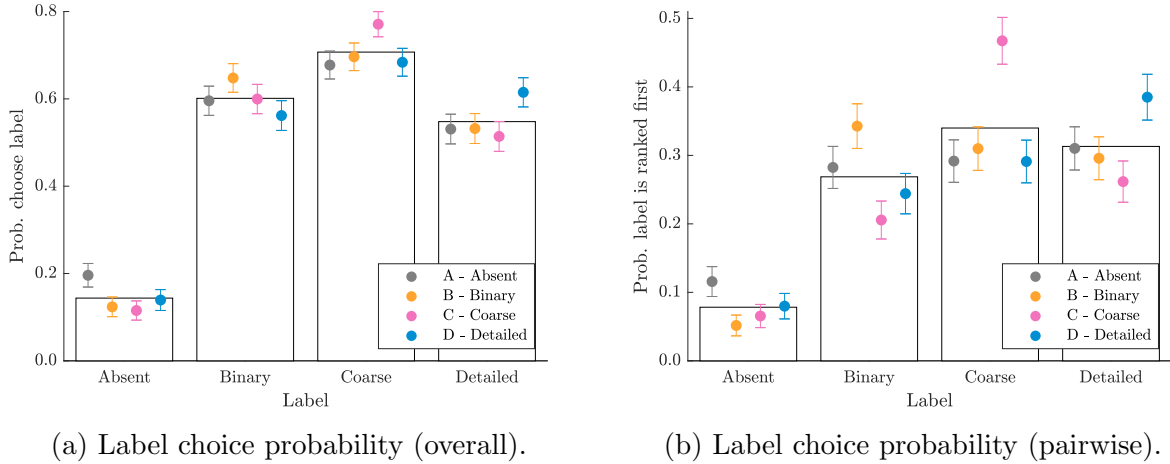 Prob. choose label
0.8
0.6
0.4
0.2
0.0
A - Absent
B - Binary
C - Coarse
D - Detailed
Absent
Binary
Coarse
Detailed
Label
(a) Label choice probability (overall).
Prob. label is ranked first
0.5
0.4
0.3
0.2
0.1
0.0
A - Absent
B - Binary
C - Coarse
D - Detailed
Absent
Binary
Coarse
Detailed
Label
(b) Label choice probability (pairwise).